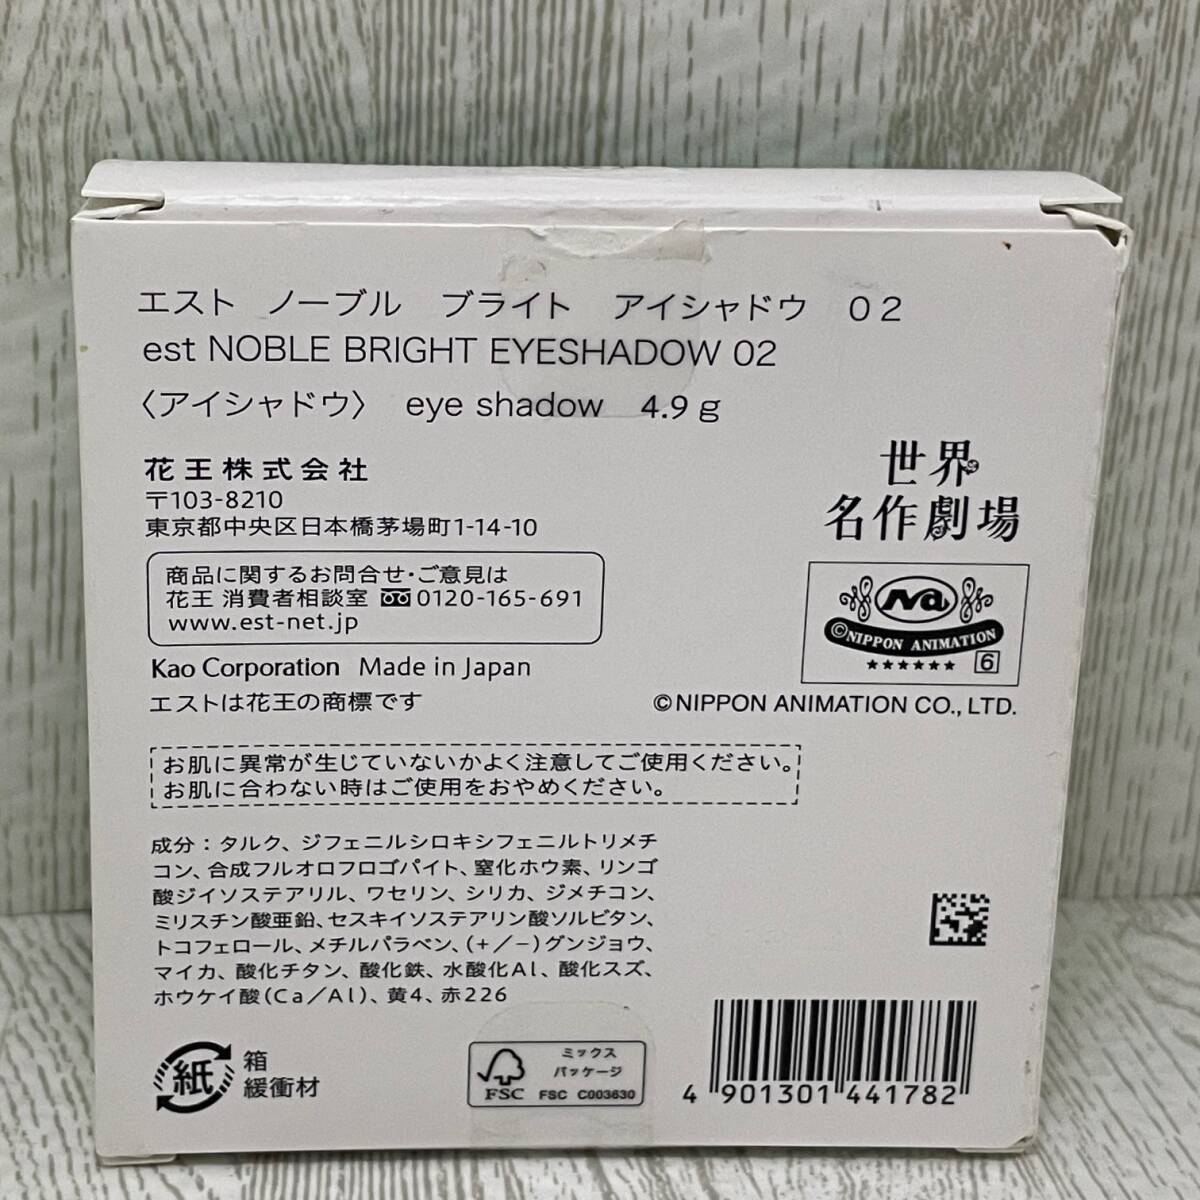 エスト ノーブル ブライト アイシャドウ 02
est NOBLE BRIGHT EYESHADOW 02
〈アイシャドウ〉 eye shadow 4.9g
花王株式会社
〒103-8210
東京都中央区日本橋茅場町1-14-10
商品に関するお問合せ・ご意見は
花王 消費者相談室 0120-165-691
www.est-net.jp
Kao Corporation Made in Japan
エストは花王の商標です
世界
名作劇場
Na
©NIPPON ANIMATION
★★★★★★ 6
©NIPPON ANIMATION CO., LTD.
お肌に異常が生じていないかよく注意してご使用ください。
お肌に合わない時はご使用をおやめください。
成分：タルク、ジフェニルシロキシフェニルトリメチ
コン、合成フルオロフロゴパイト、窒化ホウ素、リンゴ
酸ジイソステアリル、ワセリン、シリカ、ジメチコン、
ミリスチン酸亜鉛、セスキイソステアリン酸ソルビタン、
トコフェロール、メチルパラベン、(+/−)グンジョウ、
マイカ、酸化チタン、酸化鉄、水酸化Al、酸化スズ、
ホウケイ酸(Ca/Al)、黄4、赤226
紙
箱
緩衝材
FSC
ミックス
パッケージ
FSC C003630
4 901301 441782